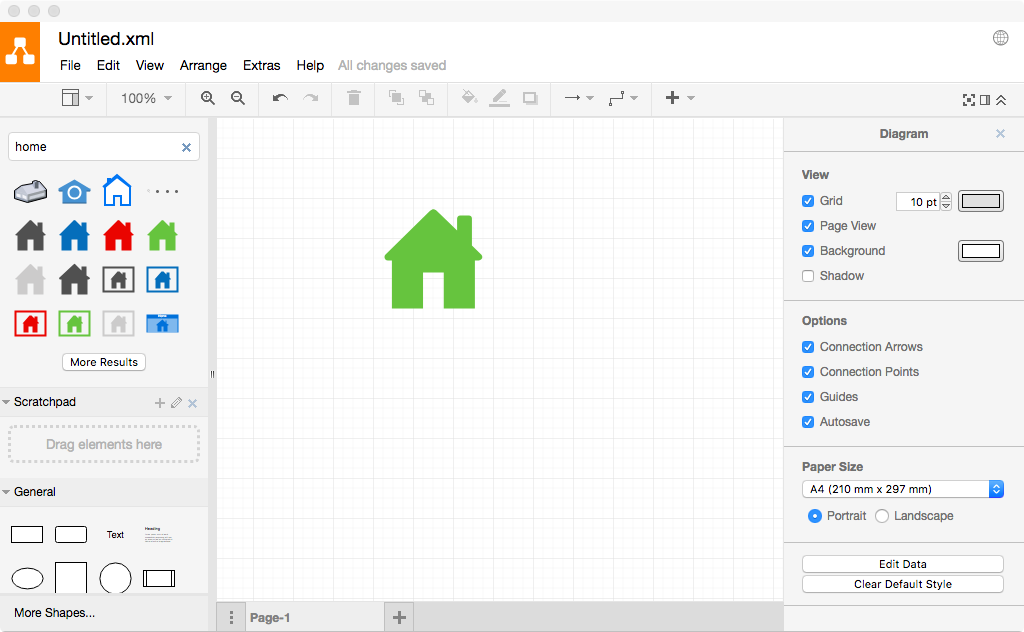 Untitled.xml
File Edit View Arrange Extras Help All changes saved
100%
home
More Results
Scratchpad
Drag elements here
General
Text
Heading
More Shapes...
Page-1
Diagram
View
Grid 10 pt
Page View
Background
Shadow
Options
Connection Arrows
Connection Points
Guides
Autosave
Paper Size
A4 (210 mm x 297 mm)
Portrait Landscape
Edit Data
Clear Default Style